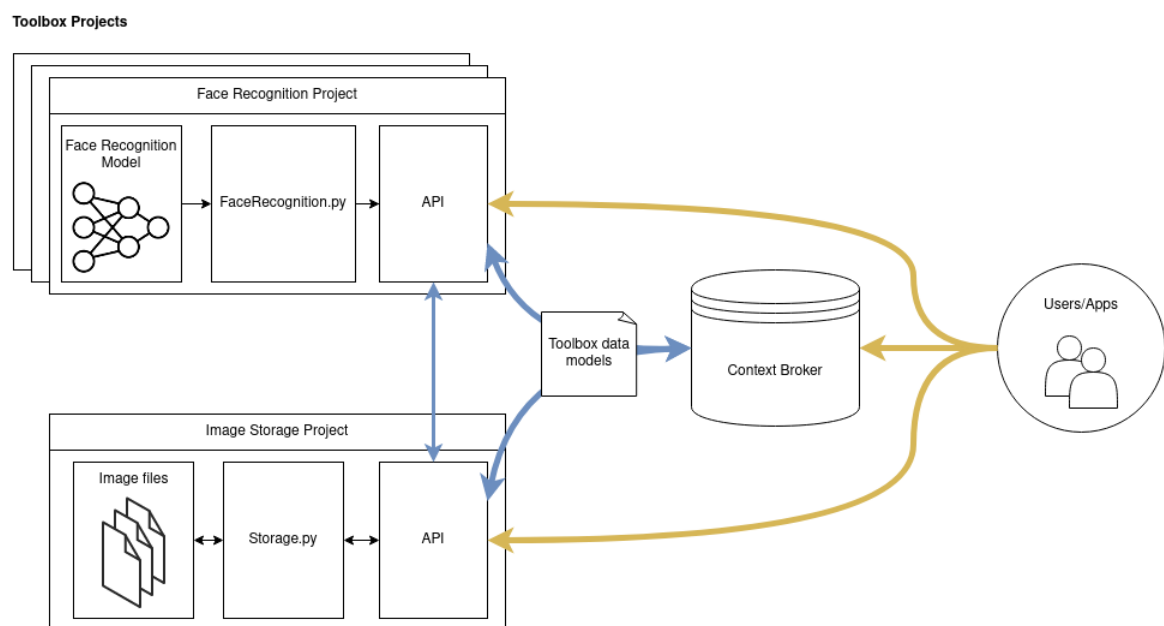 Toolbox Projects
Face Recognition Project
Face Recognition
Model
FaceRecognition.py
API
Users/Apps
Toolbox data
models
Context Broker
Image Storage Project
Image files
Storage.py
API